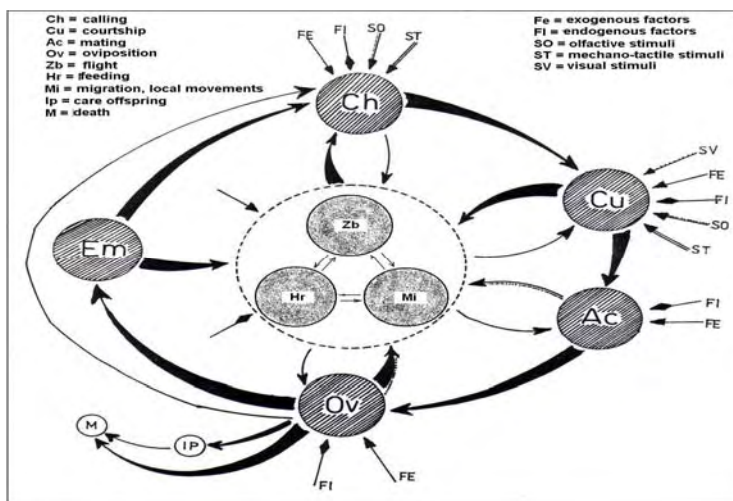 Ch = calling
Cu = courtship
Ac = mating
Ov = oviposition
Zb = flight
Hr = feeding
Mi = migration, local movements
Ip = care offspring
M = death
Fe = exogenous factors
FI = endogenous factors
SO = olfactive stimuli
ST = mechano-tactile stimuli
SV = visual stimuli
FE
FI
SO
ST
Ch
SV
FE
FI
SO
ST
Cu
Zb
Em
Hr
Mi
Ac
FI
FE
Ov
M
IP
FI
FE